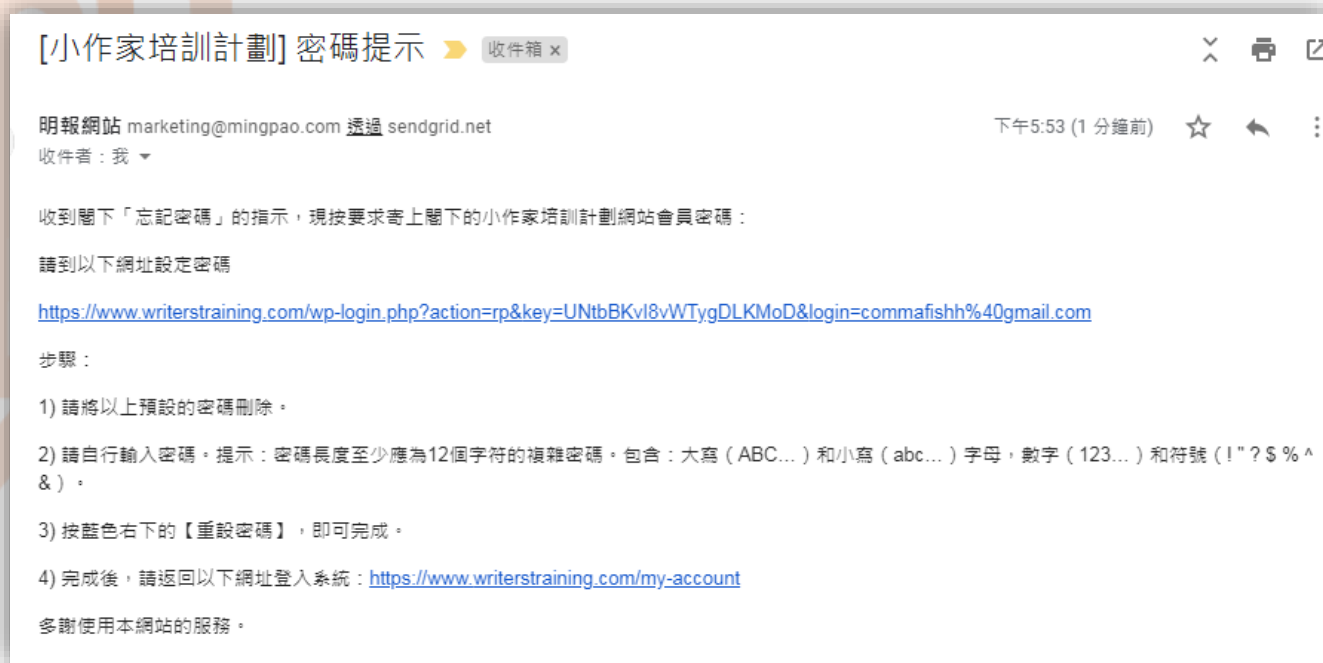 [小作家培訓計劃] 密碼提示 收件箱 ×
明報網站 marketing@mingpao.com 透過 sendgrid.net 下午5:53 (1 分鐘前)
收件者：我
收到閣下「忘記密碼」的指示，現按要求寄上閣下的小作家培訓計劃網站會員密碼：
請到以下網址設定密碼
https://www.writerstraining.com/wp-login.php?action=rp&key=UNtbBKvI8vWTygDLKMoD&login=commafishh%40gmail.com
步驟：
1) 請將以上預設的密碼刪除。
2) 請自行輸入密碼。提示：密碼長度至少應為12個字符的複雜密碼。包含：大寫（ABC...）和小寫（abc...）字母，數字（123...）和符號（! " ? $ % ^
&）。
3) 按藍色右下的【重設密碼】，即可完成。
4) 完成後，請返回以下網址登入系統：https://www.writerstraining.com/my-account
多謝使用本網站的服務。